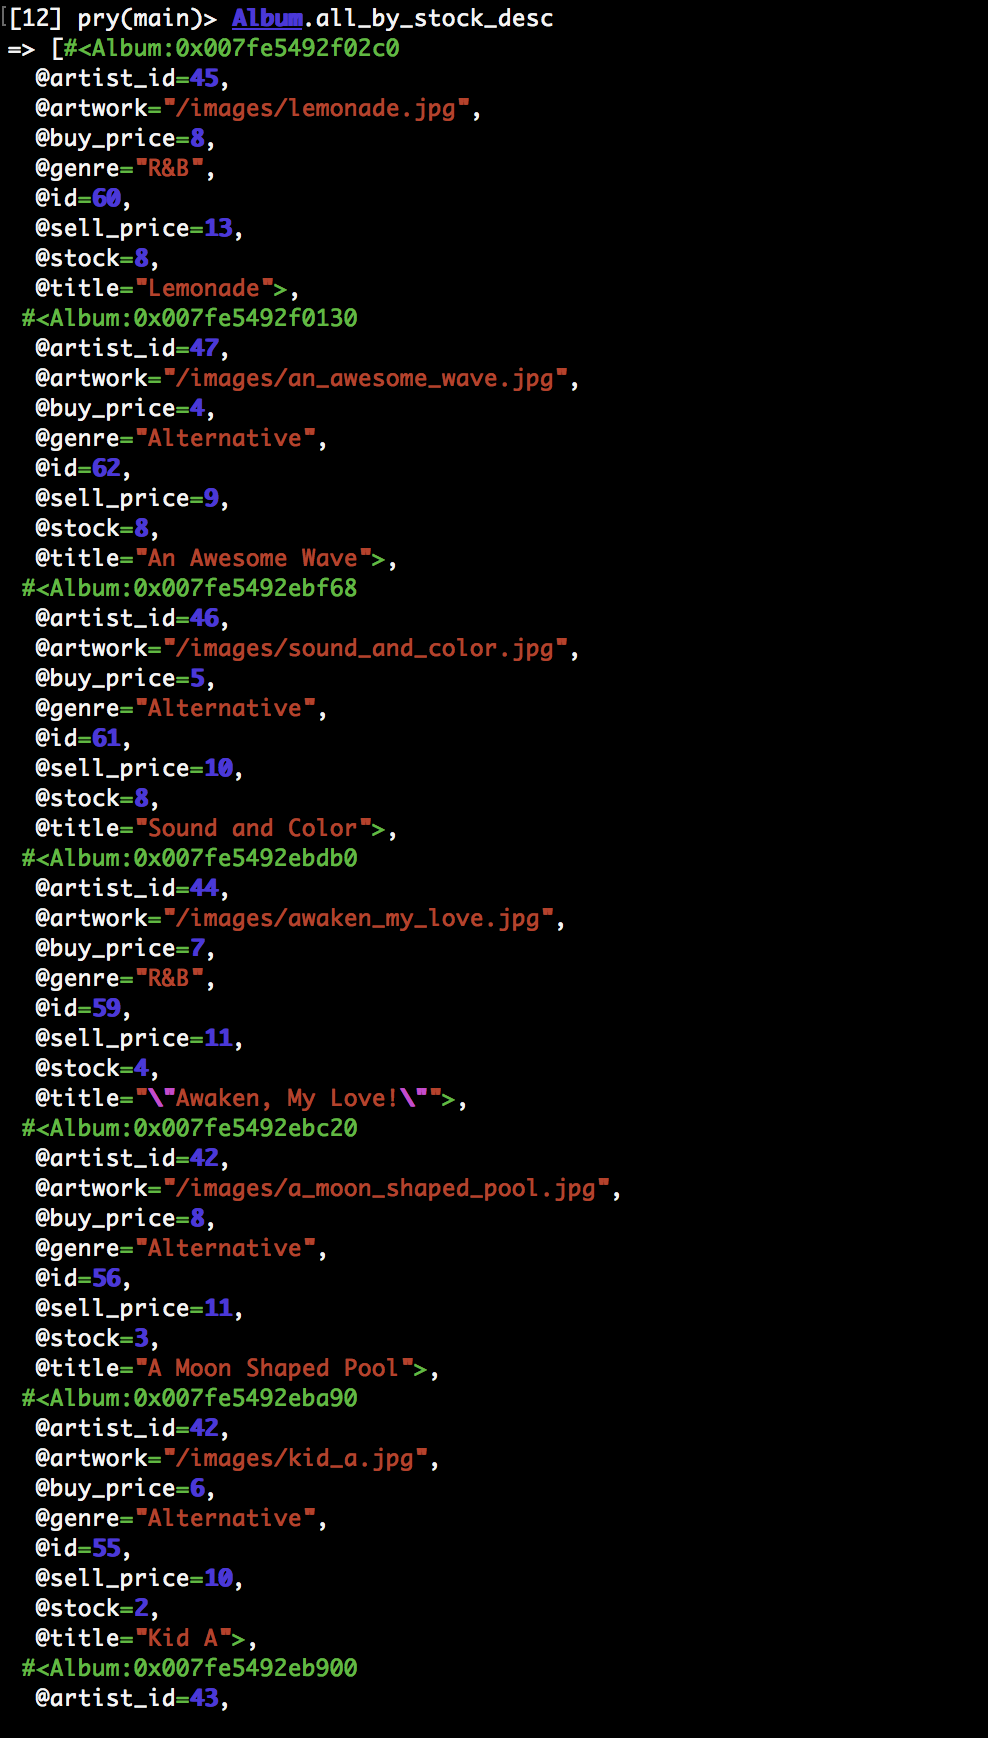 [[12] pry(main)> Album.all_by_stock_desc
=> [#<Album:0x007fe5492f02c0
  @artist_id=45,
  @artwork="/images/lemonade.jpg",
  @buy_price=8,
  @genre="R&B",
  @id=60,
  @sell_price=13,
  @stock=8,
  @title="Lemonade">,
 #<Album:0x007fe5492f0130
  @artist_id=47,
  @artwork="/images/an_awesome_wave.jpg",
  @buy_price=4,
  @genre="Alternative",
  @id=62,
  @sell_price=9,
  @stock=8,
  @title="An Awesome Wave">,
 #<Album:0x007fe5492ebf68
  @artist_id=46,
  @artwork="/images/sound_and_color.jpg",
  @buy_price=5,
  @genre="Alternative",
  @id=61,
  @sell_price=10,
  @stock=8,
  @title="Sound and Color">,
 #<Album:0x007fe5492ebdb0
  @artist_id=44,
  @artwork="/images/awaken_my_love.jpg",
  @buy_price=7,
  @genre="R&B",
  @id=59,
  @sell_price=11,
  @stock=4,
  @title="\"Awaken, My Love!\"">,
 #<Album:0x007fe5492ebc20
  @artist_id=42,
  @artwork="/images/a_moon_shaped_pool.jpg",
  @buy_price=8,
  @genre="Alternative",
  @id=56,
  @sell_price=11,
  @stock=3,
  @title="A Moon Shaped Pool">,
 #<Album:0x007fe5492eba90
  @artist_id=42,
  @artwork="/images/kid_a.jpg",
  @buy_price=6,
  @genre="Alternative",
  @id=55,
  @sell_price=10,
  @stock=2,
  @title="Kid A">,
 #<Album:0x007fe5492eb900
  @artist_id=43,